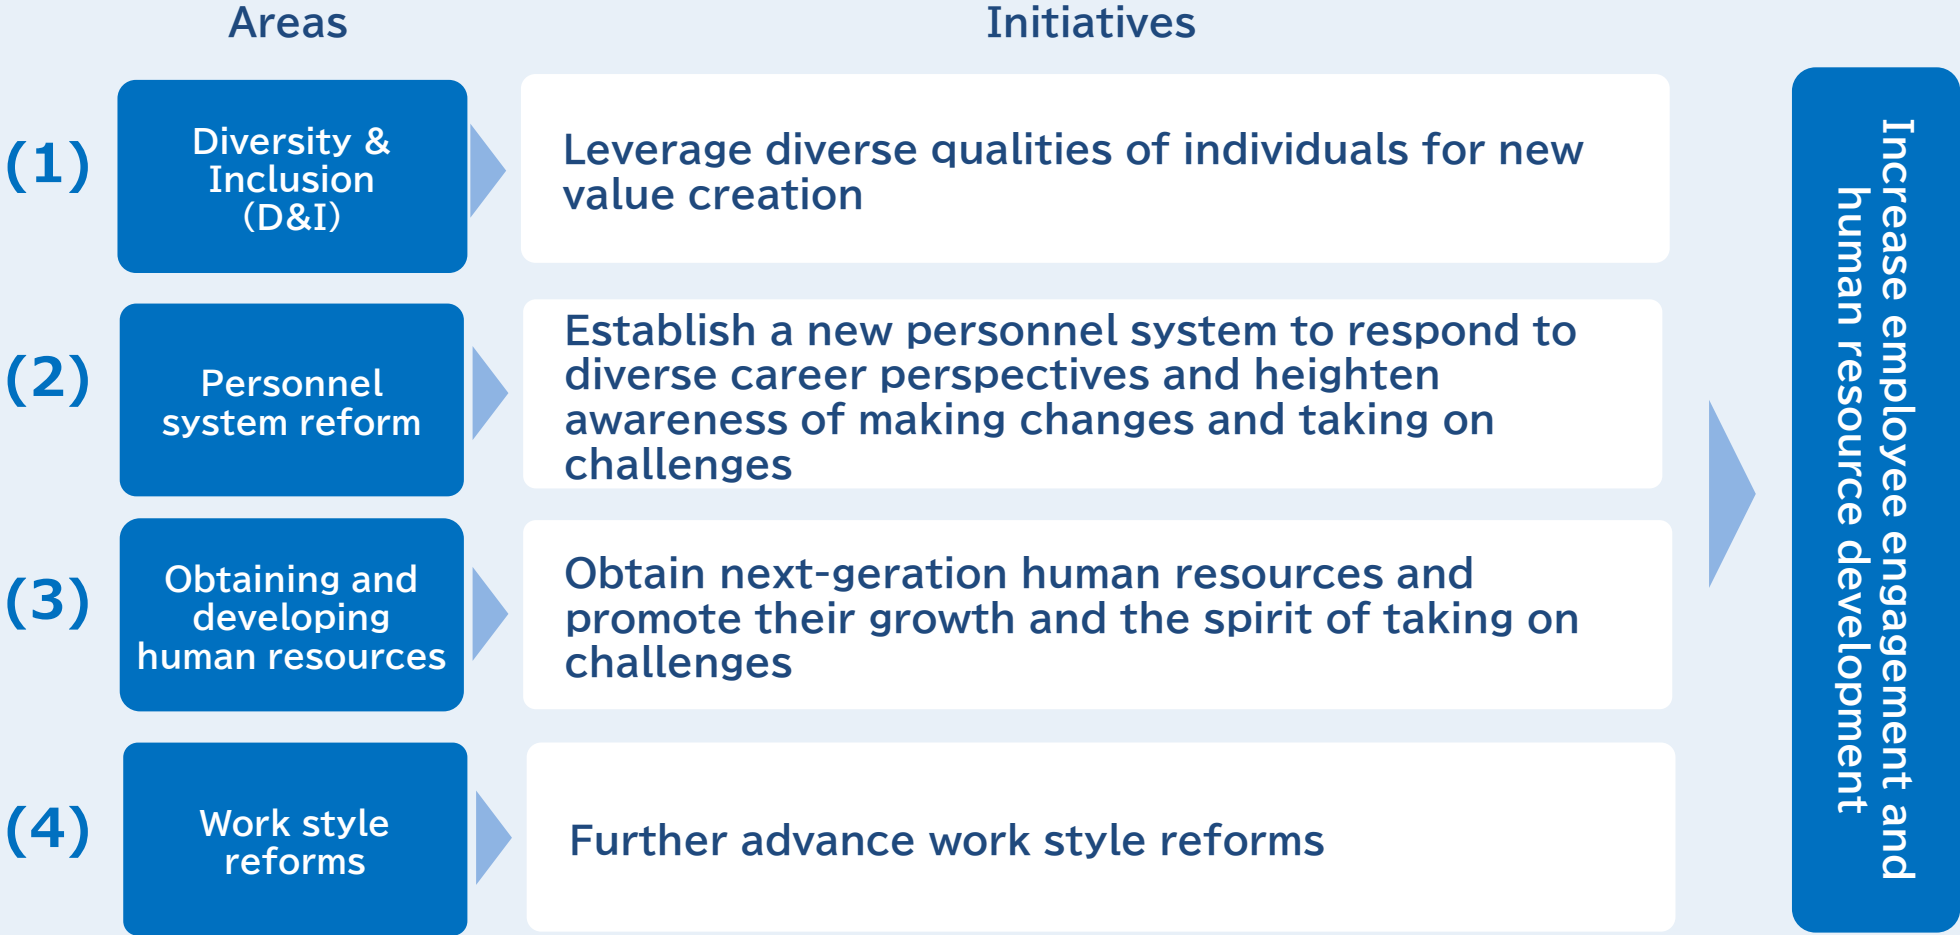 Areas
Initiatives
(1)
Diversity &
Inclusion
(D&I)
Leverage diverse qualities of individuals for new
value creation
(2)
Personnel
system reform
Establish a new personnel system to respond to
diverse career perspectives and heighten
awareness of making changes and taking on
challenges
(3)
Obtaining and
developing
human resources
Obtain next-geration human resources and
promote their growth and the spirit of taking on
challenges
(4)
Work style
reforms
Further advance work style reforms
Increase employee engagement and
human resource development